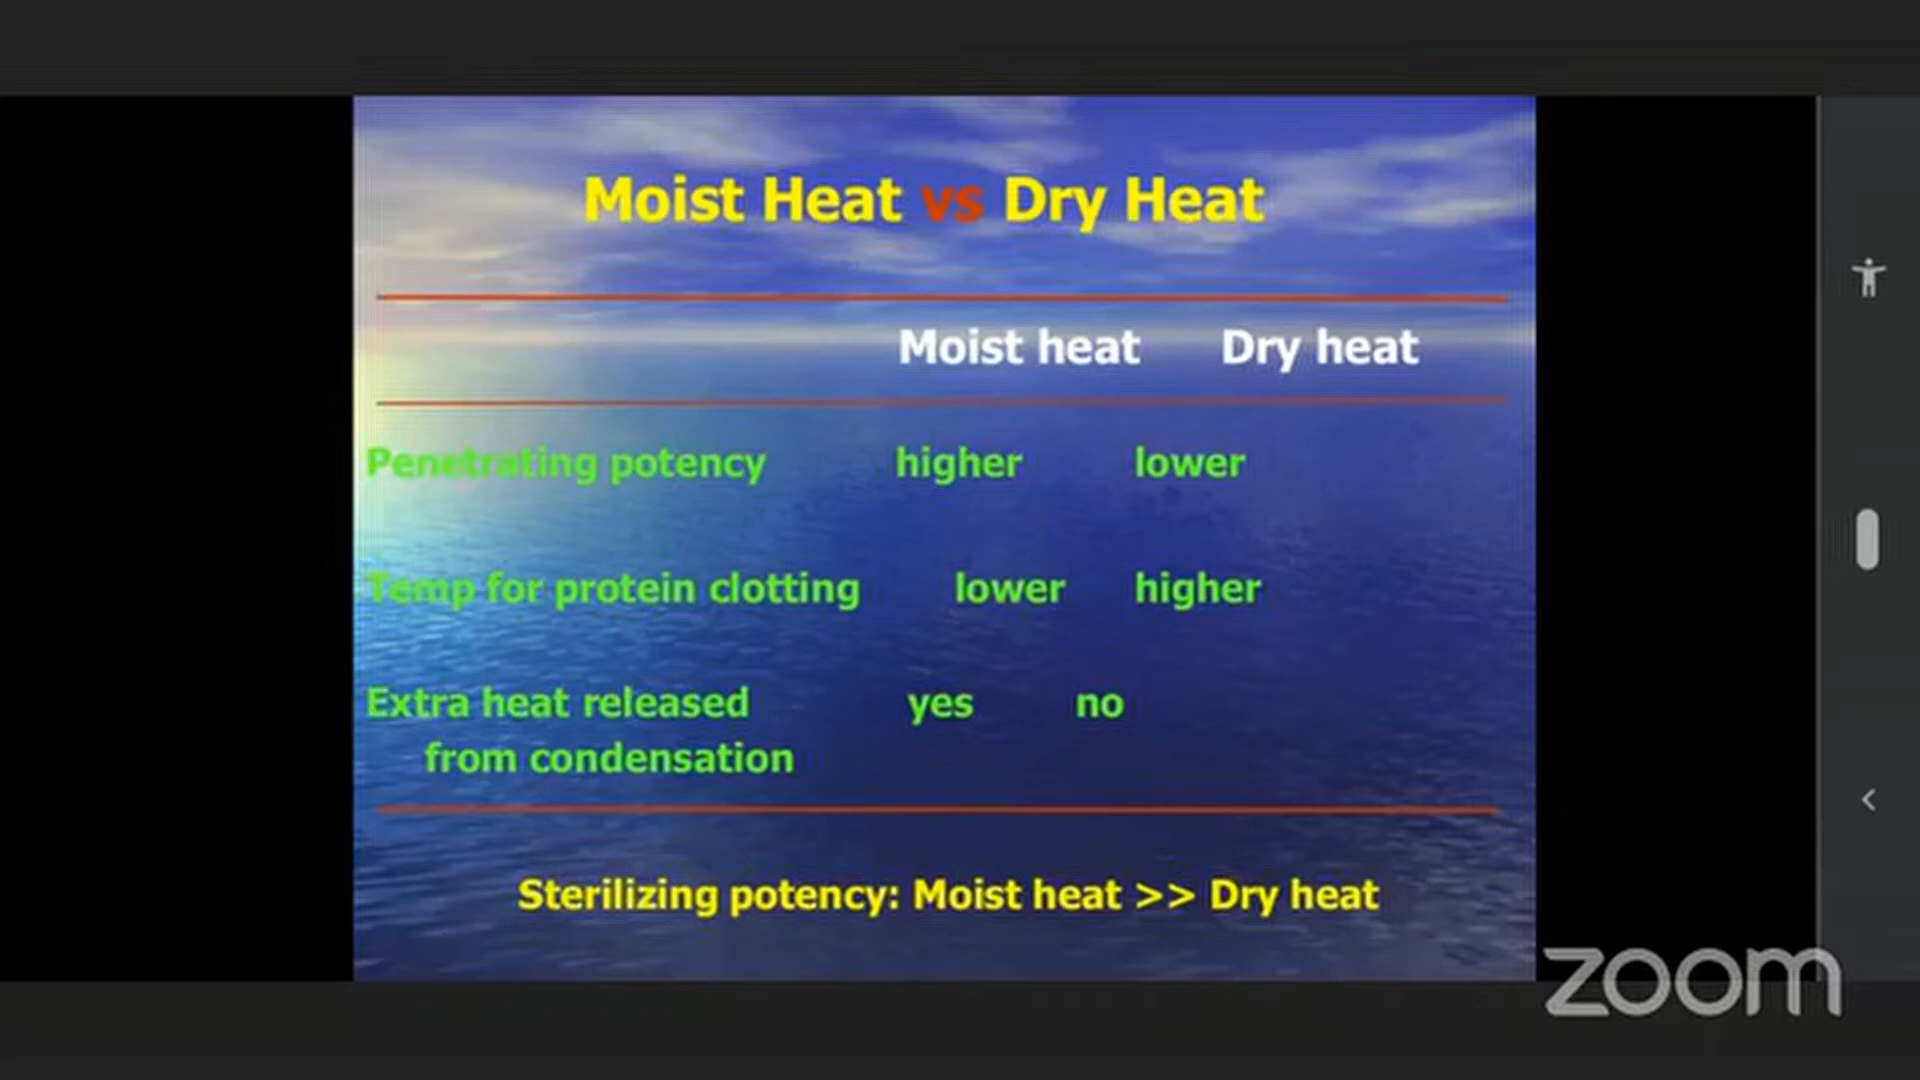 Moist Heat vs Dry Heat
Moist heat Dry heat
Penetrating potency higher lower
Temp for protein clotting lower higher
Extra heat released yes no
from condensation
Sterilizing potency: Moist heat >> Dry heat
zoom